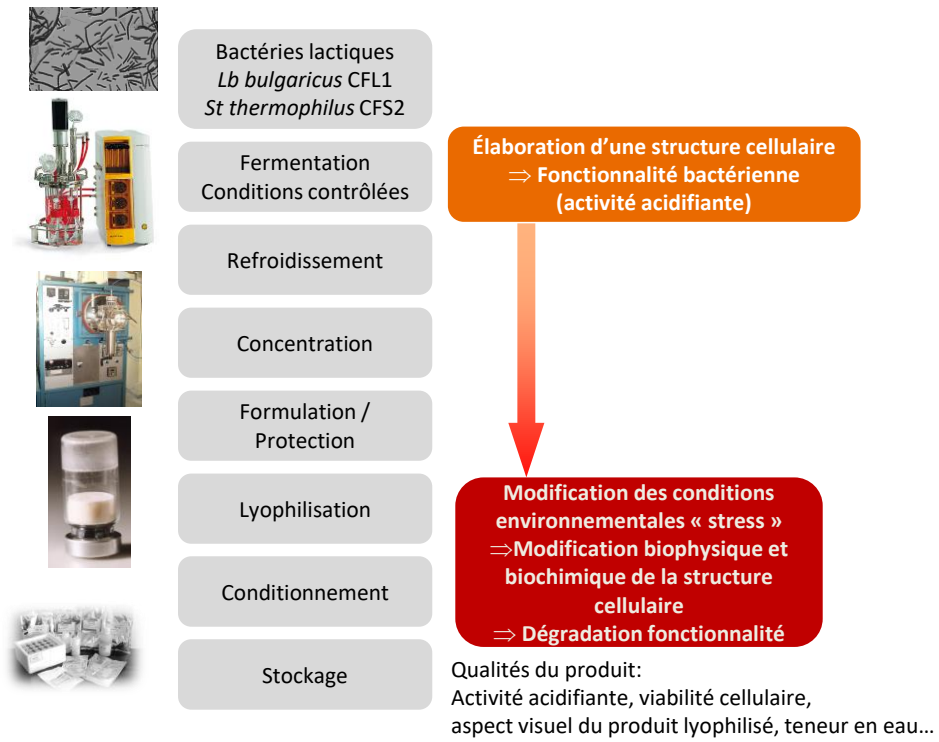 Bactéries lactiques
Lb bulgaricus CFL1
St thermophilus CFS2
Fermentation
Conditions contrôlées
Refroidissement
Concentration
Formulation /
Protection
Lyophilisation
Conditionnement
Stockage
Élaboration d’une structure cellulaire
⇒ Fonctionnalité bactérienne
(activité acidifiante)
Modification des conditions
environnementales « stress »
⇒Modification biophysique et
biochimique de la structure
cellulaire
⇒ Dégradation fonctionnalité
Qualités du produit:
Activité acidifiante, viabilité cellulaire,
aspect visuel du produit lyophilisé, teneur en eau…